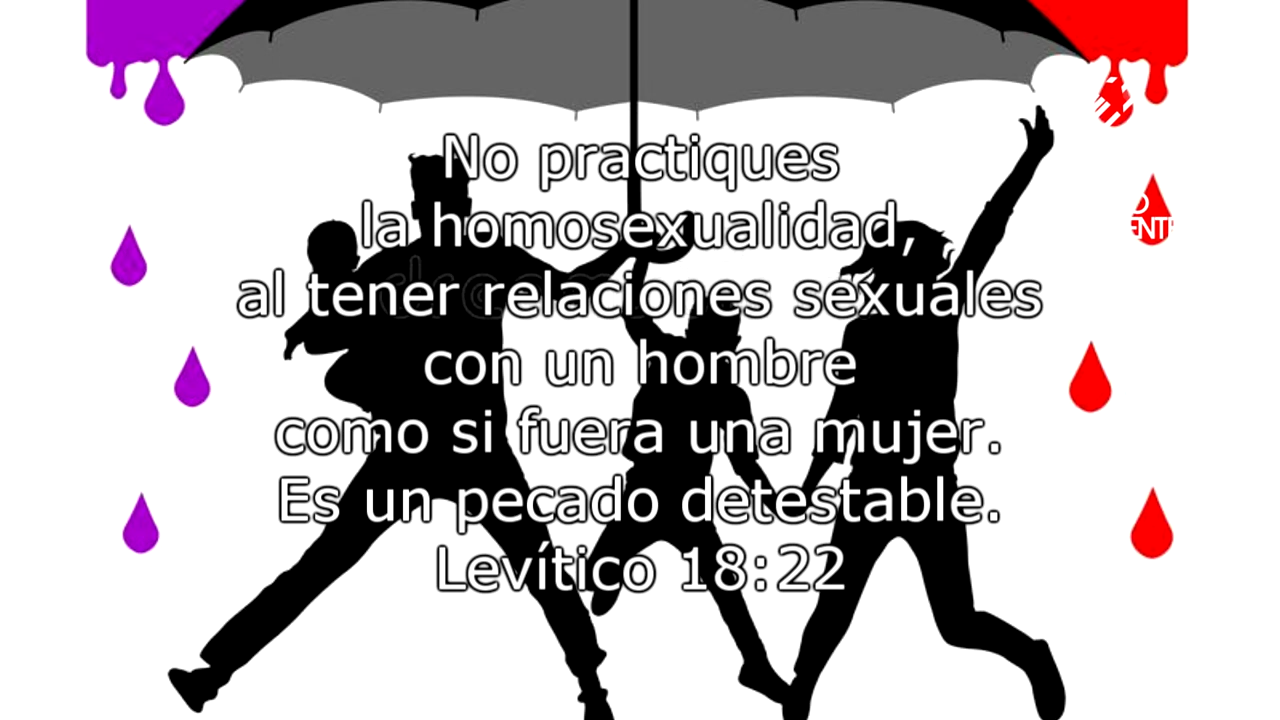 No practiques
la homosexualidad,
al tener relaciones sexuales
con un hombre
como si fuera una mujer.
Es un pecado detestable.
Levítico 18:22